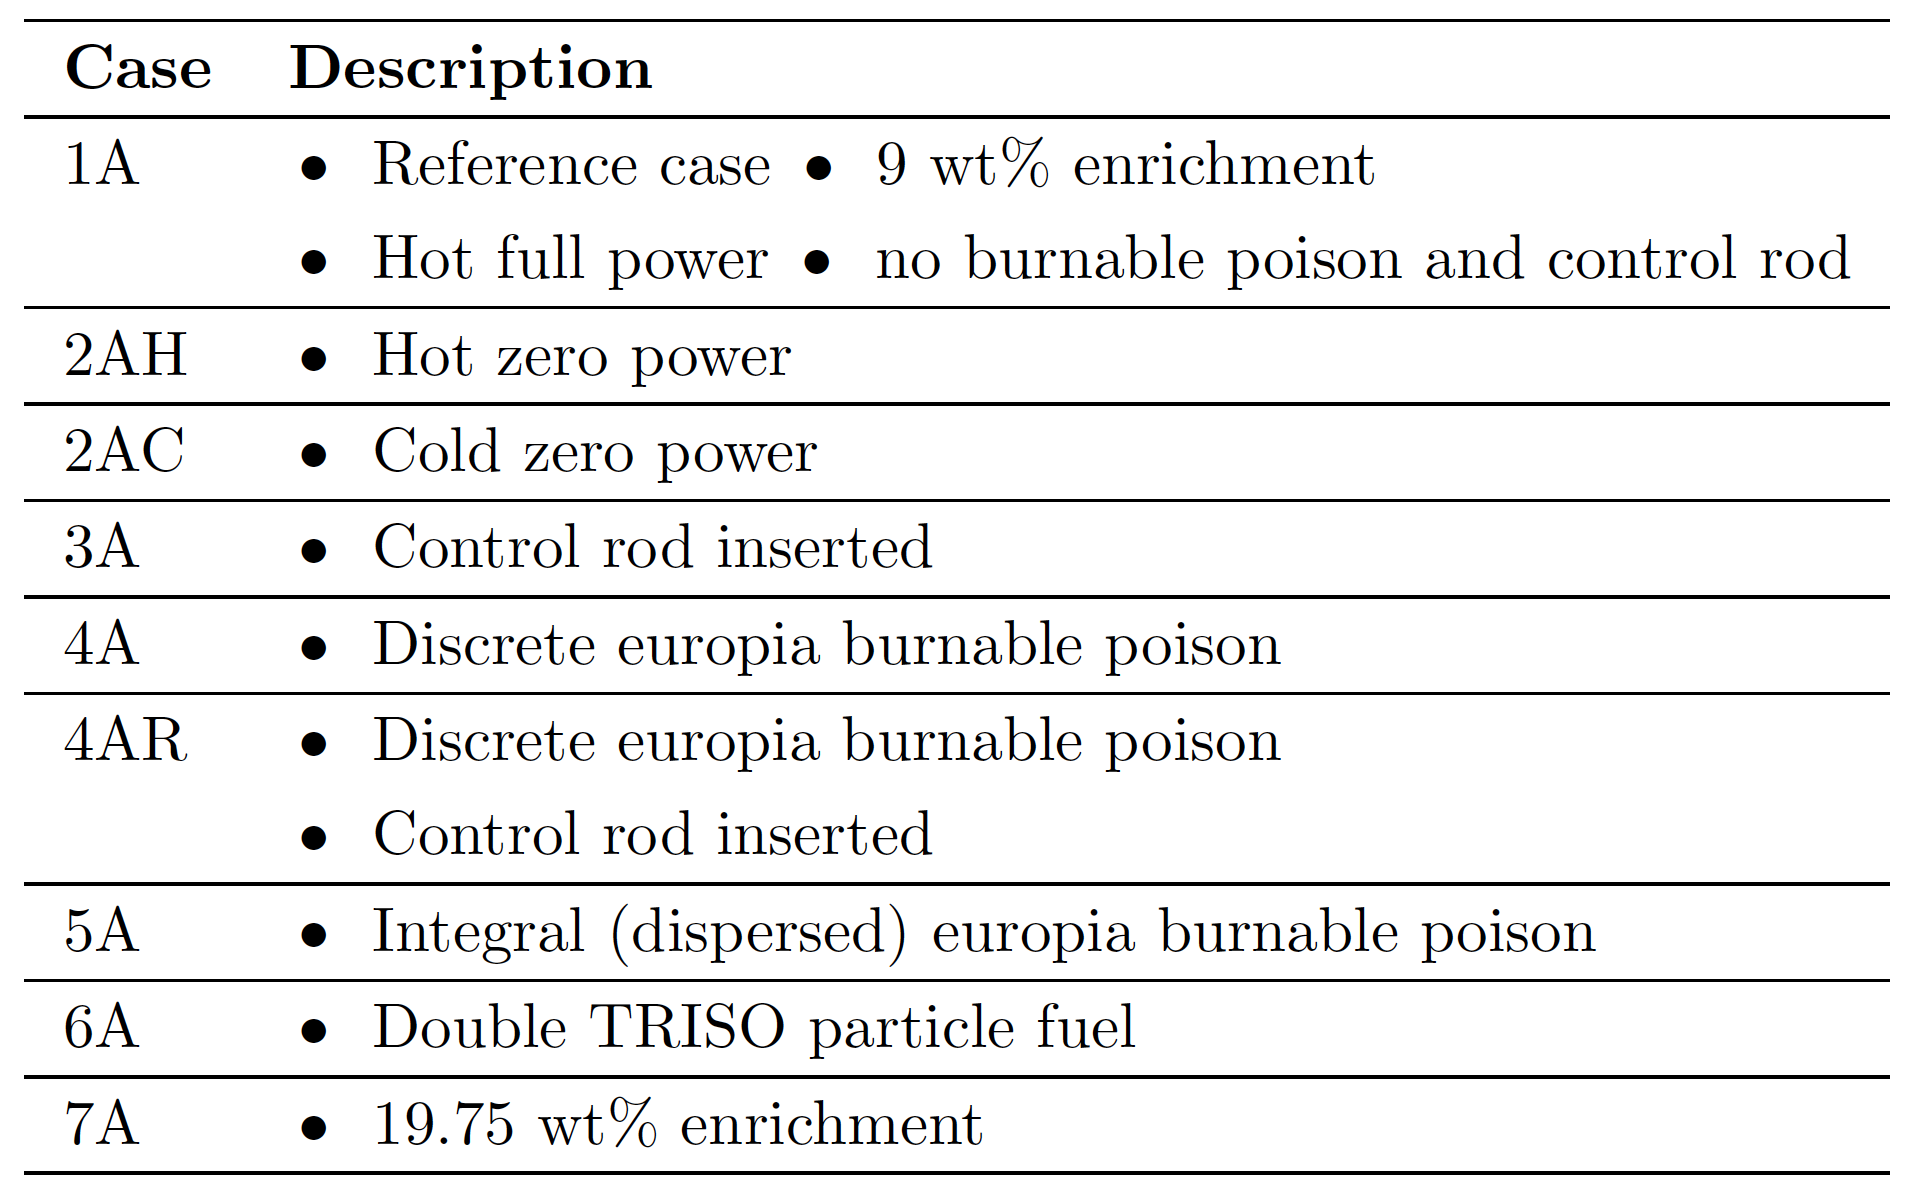 Case Description
1A • Reference case • 9 wt% enrichment
• Hot full power • no burnable poison and control rod
2AH • Hot zero power
2AC • Cold zero power
3A • Control rod inserted
4A • Discrete europia burnable poison
4AR • Discrete europia burnable poison
• Control rod inserted
5A • Integral (dispersed) europia burnable poison
6A • Double TRISO particle fuel
7A • 19.75 wt% enrichment